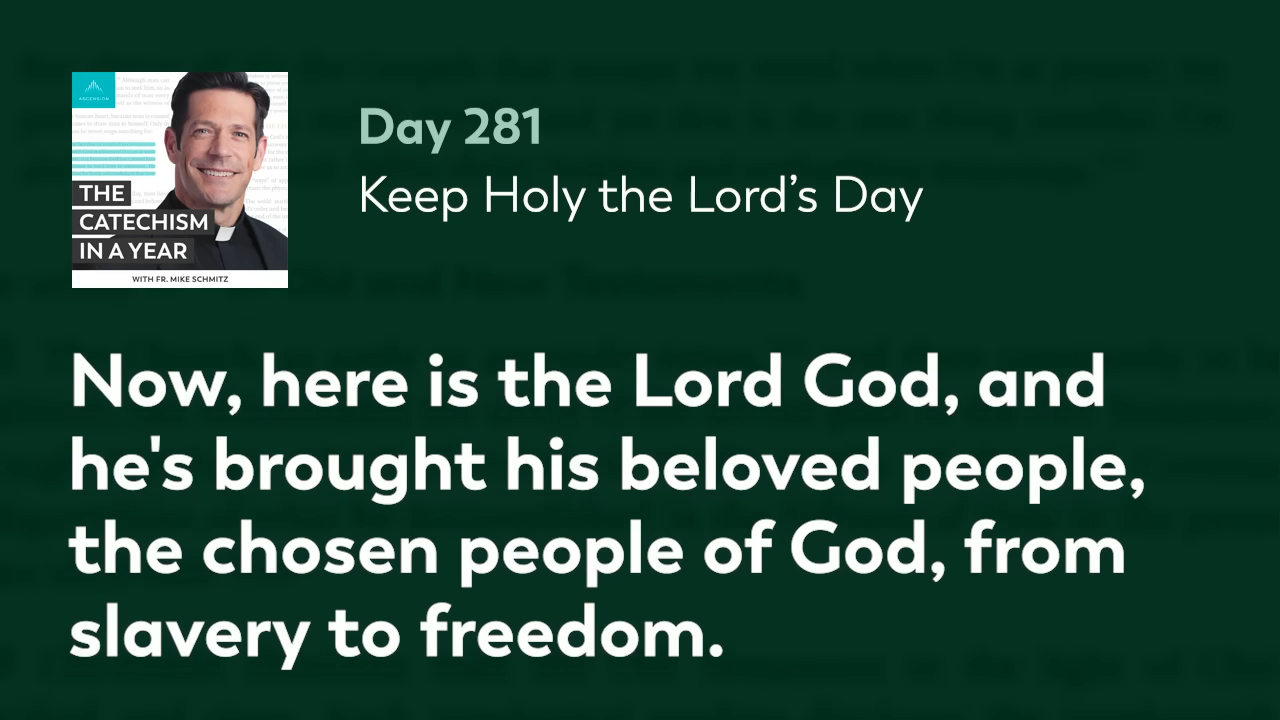 ASCENSION
THE
CATECHISM
IN A YEAR
WITH FR. MIKE SCHMITZ
Day 281
Keep Holy the Lord’s Day
Now, here is the Lord God, and
he's brought his beloved people,
the chosen people of God, from
slavery to freedom.